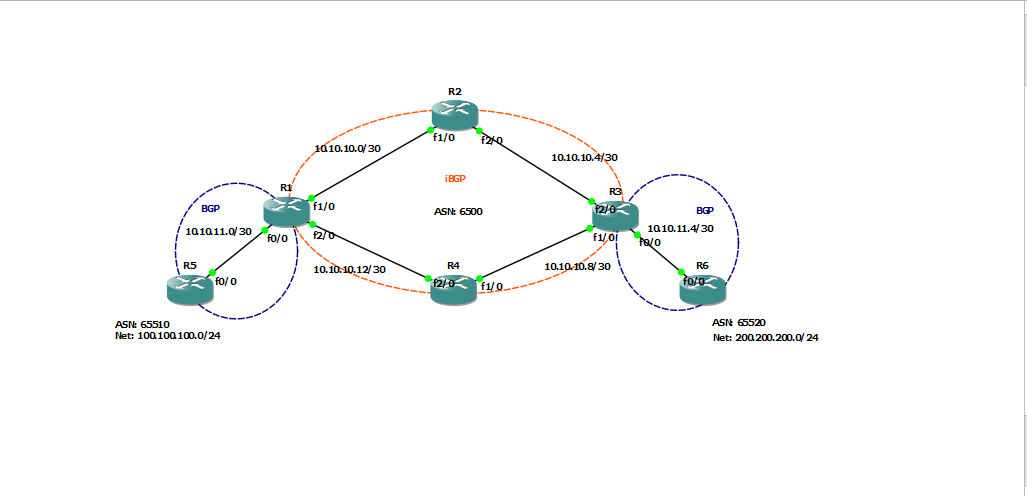 R2
f1/0
f2/0
10.10.10.0/30
10.10.10.4/30
iBGP
ASN: 6500
R1
f1/0
f0/0
f2/0
R3
f2/0
f1/0
f0/0
BGP
10.10.11.0/30
BGP
10.10.11.4/30
R5
f0/0
10.10.10.12/30
R4
f2/0
f1/0
10.10.10.8/30
R6
f0/0
ASN: 65510
Net: 100.100.100.0/24
ASN: 65520
Net: 200.200.200.0/24